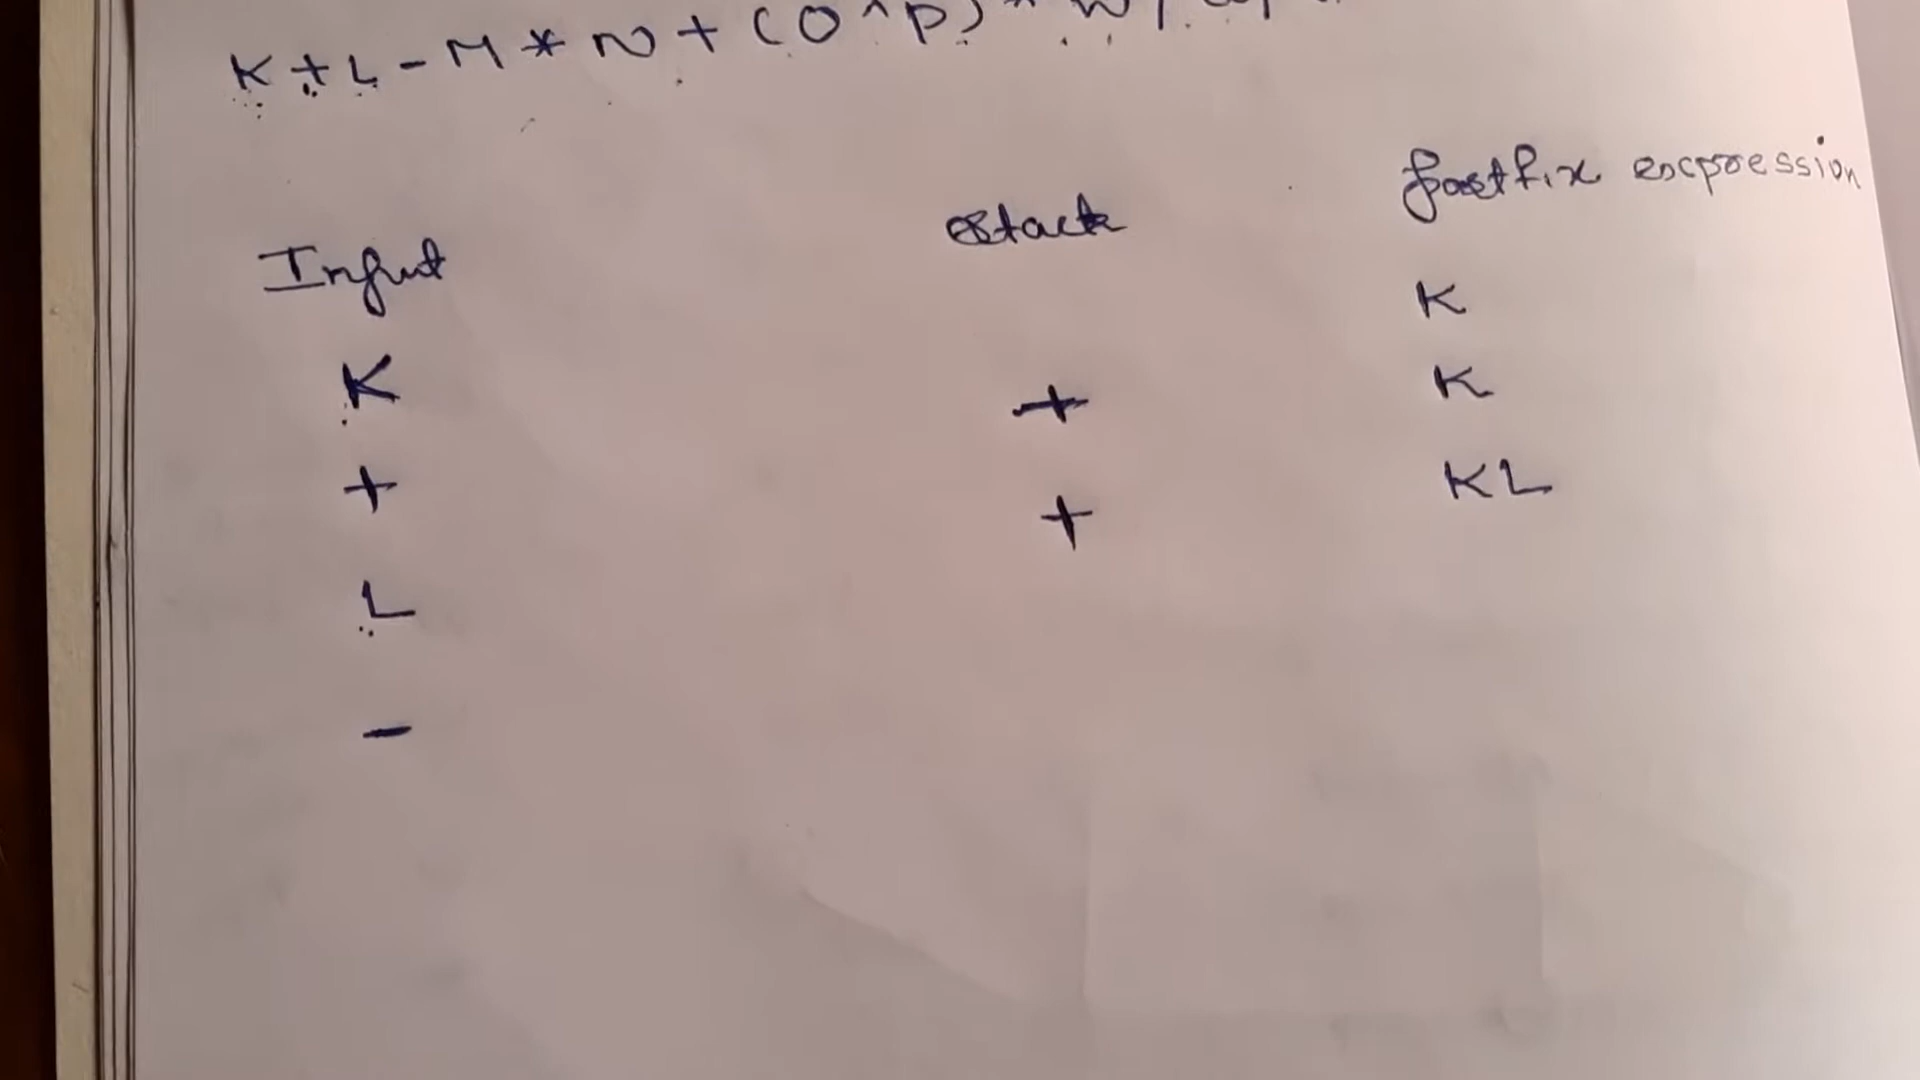 K + L - M * N + ( O ^ P ) * W /
Input stack postfix expression
K K
+ + K
L + KL
-